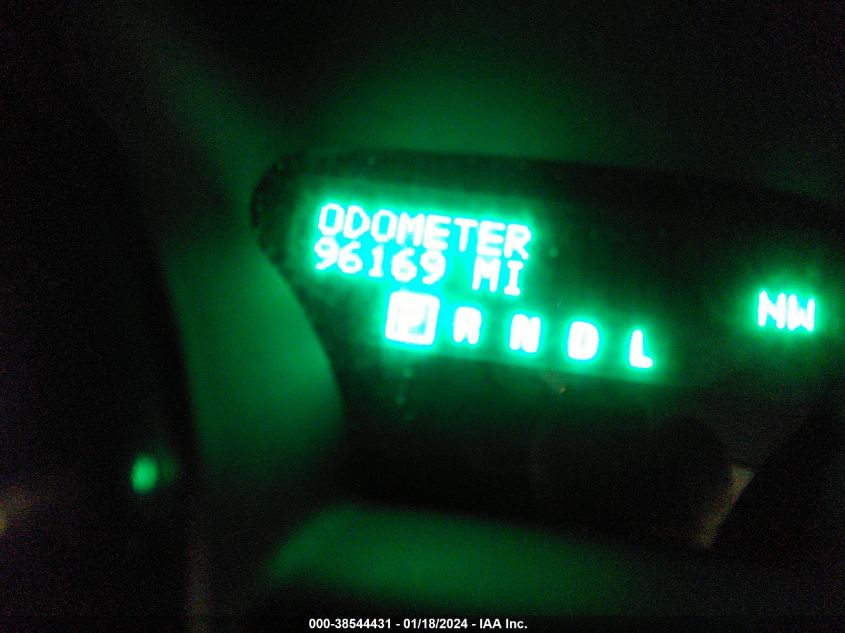 ODOMETER
96169 MI
P R N D L
NW
000-38544431 - 01/18/2024 - IAA Inc.